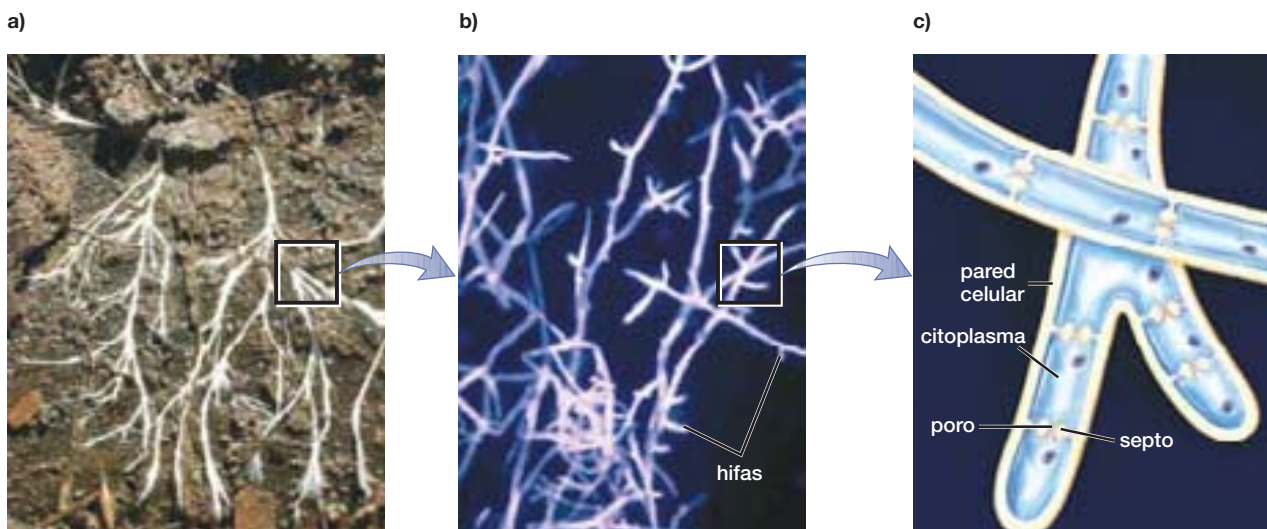 a)
b)
c)
pared
celular
citoplasma
poro
septo
hifas